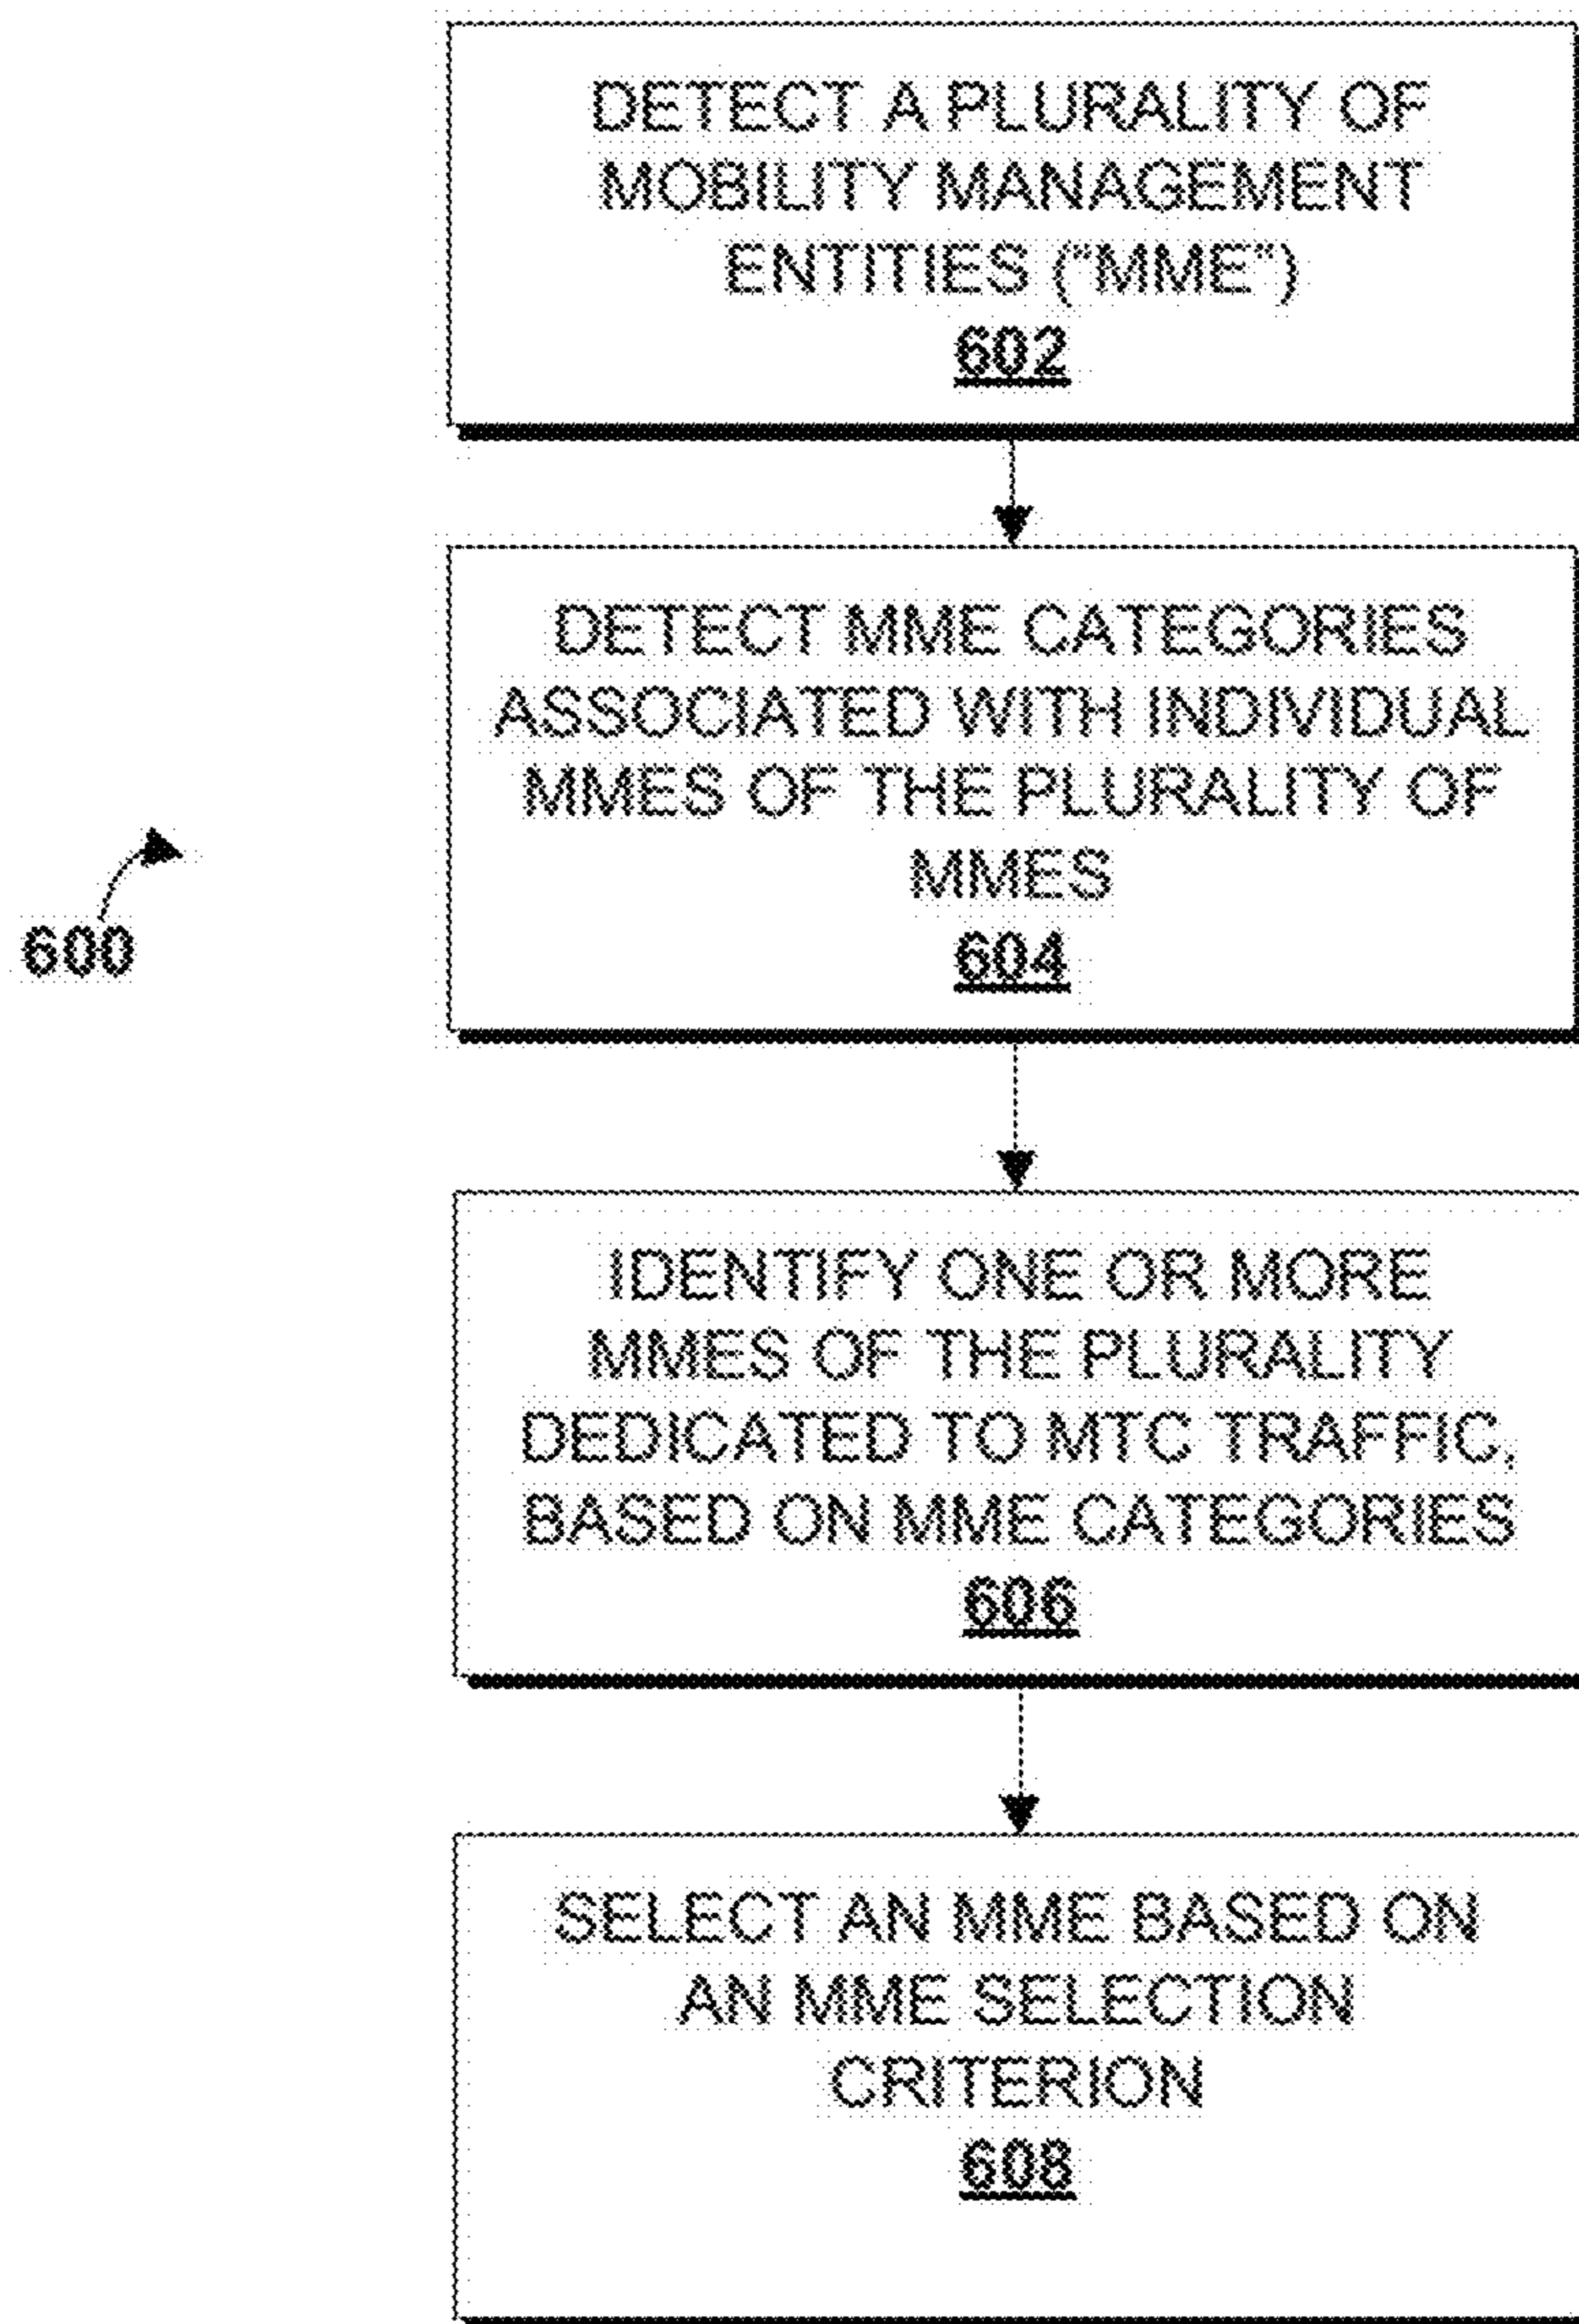 DETECT A PLURALITY OF
MOBILITY MANAGEMENT
ENTITIES ("MME")
602
DETECT MME CATEGORIES
ASSOCIATED WITH INDIVIDUAL
MMES OF THE PLURALITY OF
MMES
604
600
IDENTIFY ONE OR MORE
MMES OF THE PLURALITY
DEDICATED TO MTC TRAFFIC,
BASED ON MME CATEGORIES
606
SELECT AN MME BASED ON
AN MME SELECTION
CRITERION
608